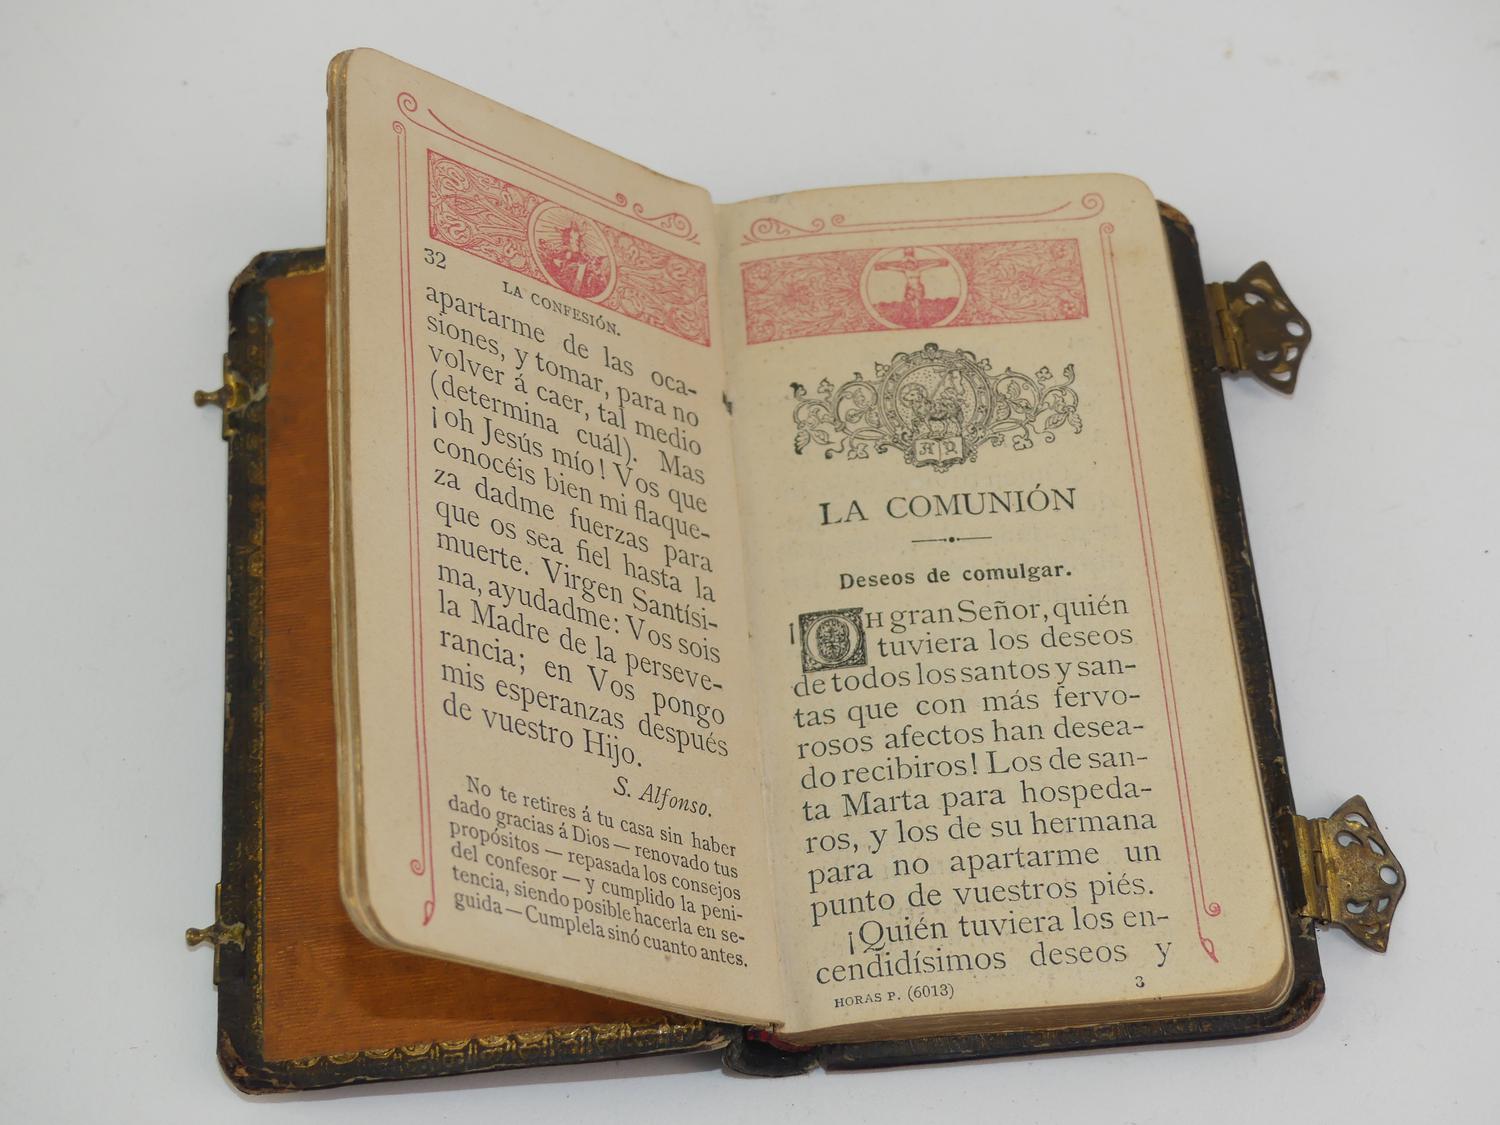 32
LA CONFESIÓN.
apartarme de las oca-
siones, y tomar, para no
volver á caer, tal medio
(determina cuál). Mas
¡oh Jesús mío! Vos que
conocéis bien mi flaque-
za dadme fuerzas para
que os sea fiel hasta la
muerte. Virgen Santísi-
ma, ayudadme: Vos sois
la Madre de la perseve-
rancia; en Vos pongo
mis esperanzas después
de vuestro Hijo.
S. Alfonso.
No te retires á tu casa sin haber
dado gracias á Dios — renovado tus
propósitos — repasada los consejos
del confesor — y cumplido la peni-
tencia, siendo posible hacerla en se-
guida — Cumplela sinó cuanto antes.
LA COMUNIÓN
Deseos de comulgar.
¡OH gran Señor, quién
tuviera los deseos
de todos los santos y san-
tas que con más fervo-
rosos afectos han desea-
do recibiros! Los de san-
ta Marta para hospeda-
ros, y los de su hermana
para no apartarme un
punto de vuestros piés.
¡Quién tuviera los en-
cendidísimos deseos y
HORAS P. (6013)
3